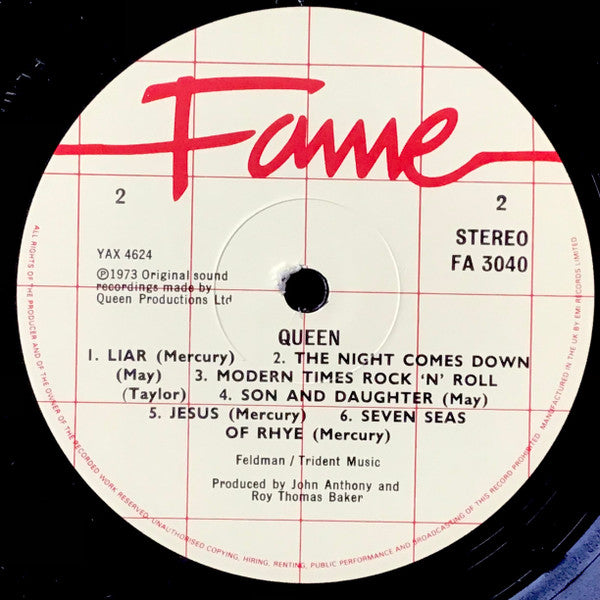 Fame
2
2
STEREO
FA 3040
YAX 4624
℗1973 Original sound
recordings made by
Queen Productions Ltd
QUEEN
1. LIAR (Mercury) 2. THE NIGHT COMES DOWN
(May) 3. MODERN TIMES ROCK ‘N’ ROLL
(Taylor) 4. SON AND DAUGHTER (May)
5. JESUS (Mercury) 6. SEVEN SEAS
OF RHYE (Mercury)
Feldman / Trident Music
Produced by John Anthony and
Roy Thomas Baker
ALL RIGHTS OF THE PRODUCER AND OF THE OWNER OF THE RECORDED WORK RESERVED. UNAUTHORISED COPYING, HIRING, RENTING, PUBLIC PERFORMANCE AND BROADCASTING OF THIS RECORD PROHIBITED. MANUFACTURED IN THE UK BY EMI RECORDS LIMITED